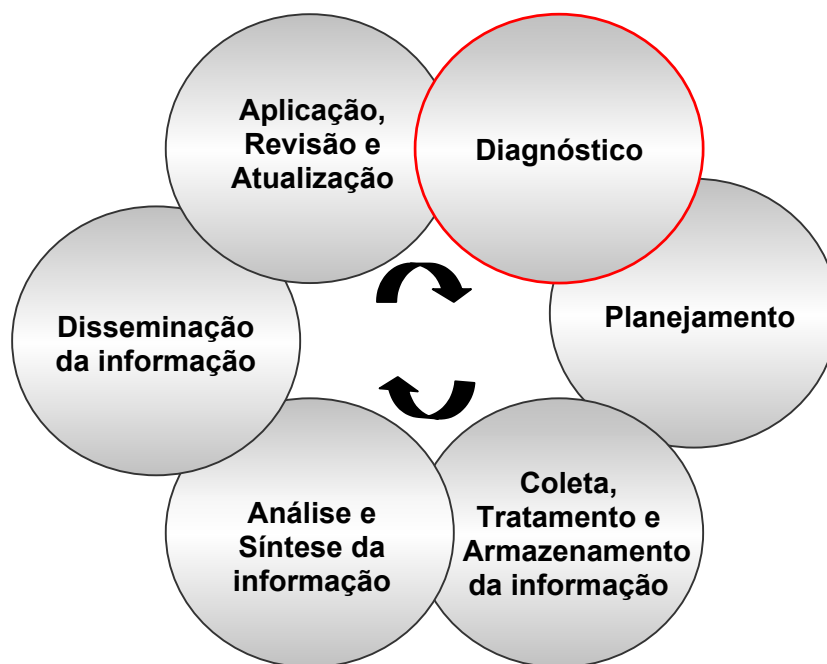 Aplicação,
Revisão e
Atualização
Diagnóstico
Planejamento
Coleta,
Tratamento e
Armazenamento
da informação
Análise e
Síntese da
informação
Disseminação
da informação